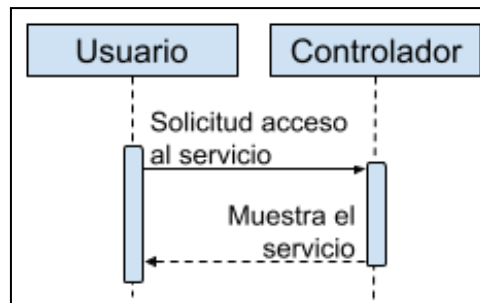 Usuario
Controlador
Solicitud acceso
al servicio
Muestra el
servicio